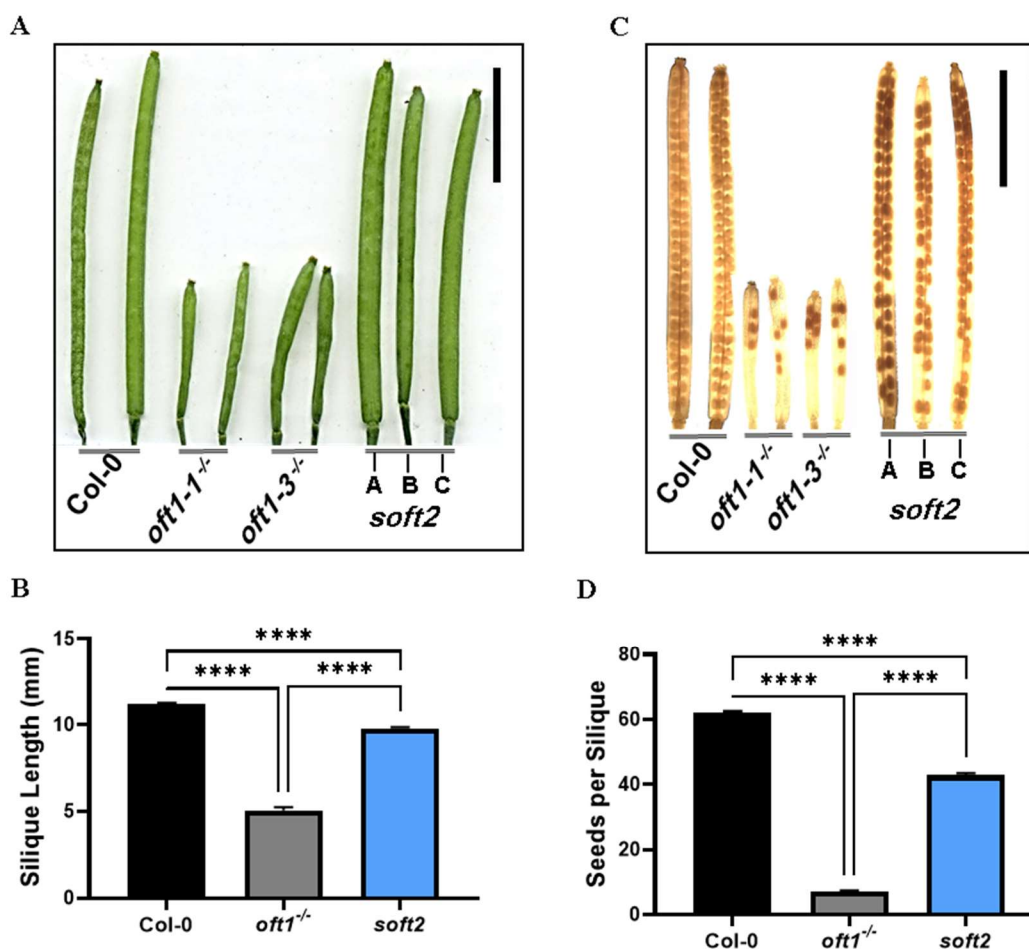 A
Col-0
oft1-1-/-
oft1-3-/-
A B C
soft2
C
Col-0
oft1-1-/-
oft1-3-/-
A B C
soft2
B
Silique Length (mm)
15
10
5
0
****
****
****
Col-0
oft1-/-
soft2
D
Seeds per Silique
80
60
40
20
0
****
****
****
Col-0
oft1-/-
soft2